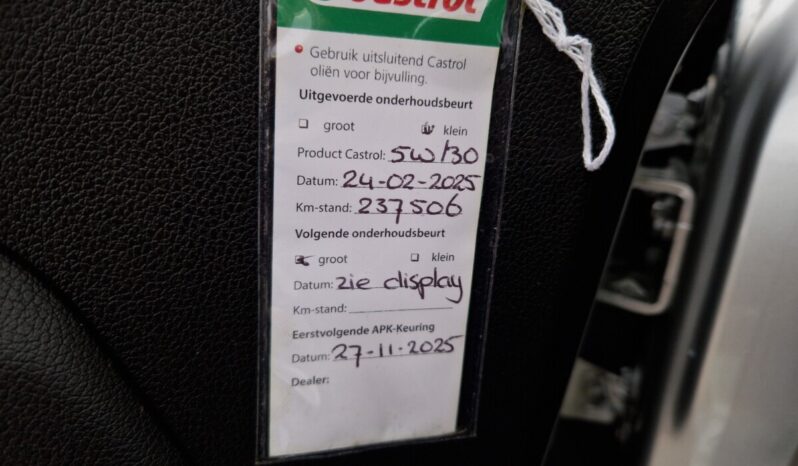 Castrol
Gebruik uitsluitend Castrol
oliën voor bijvulling.
Uitgevoerde onderhoudsbeurt
groot klein
Product Castrol: 5W/30
Datum: 24-02-2025
Km-stand: 237506
Volgende onderhoudsbeurt
groot klein
Datum: zie display
Km-stand:
Eerstvolgende APK-Keuring
Datum: 27-11-2025
Dealer: